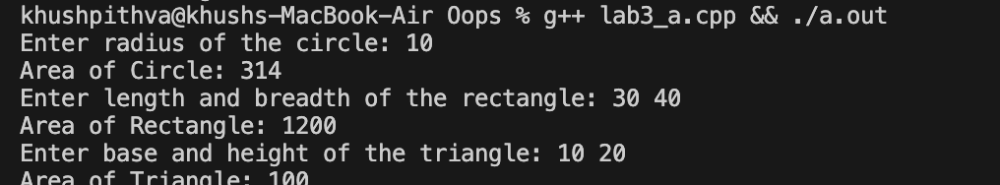 khushpithva@khushs-MacBook-Air Oops % g++ lab3_a.cpp && ./a.out
Enter radius of the circle: 10
Area of Circle: 314
Enter length and breadth of the rectangle: 30 40
Area of Rectangle: 1200
Enter base and height of the triangle: 10 20
Area of Triangle: 100